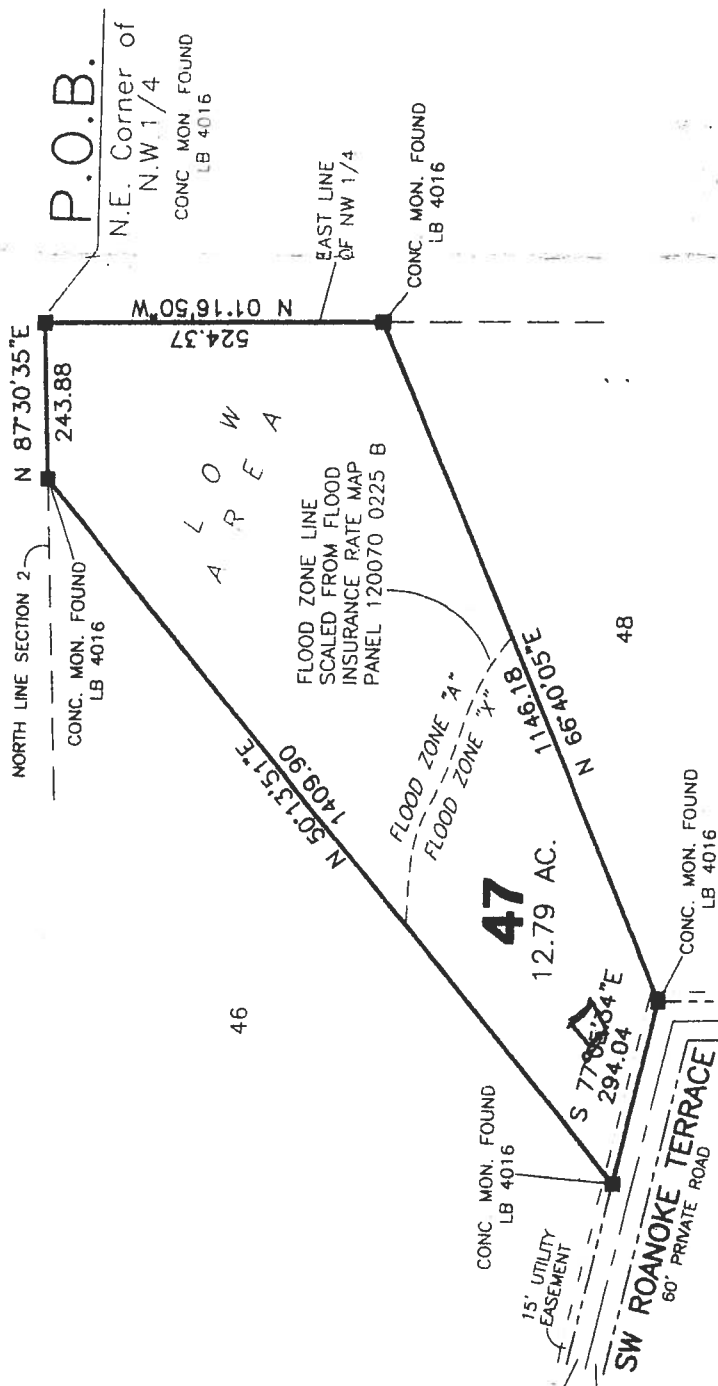 P.O.B.
N.E. Corner of
N.W. 1/4
CONC MON FOUND
LB 4016
N 87°30'35"E
243.88
NORTH LINE SECTION 2
CONC. MON. FOUND
LB 4016
N 01°16'50"W
524.37
EAST LINE
OF NW 1/4
CONC. MON. FOUND
LB 4016
LOW
AREA
A
FLOOD ZONE LINE
SCALED FROM FLOOD
INSURANCE RATE MAP
PANEL 120070 0225 B
N 50°13'51"E
1409.90
FLOOD ZONE "A"
FLOOD ZONE "X"
1146.18
N 66°40'05"E
48
46
47
12.79 AC.
S 77° 34"E
294.04
CONC. MON. FOUND
LB 4016
CONC. MON. FOUND
LB 4016
15' UTILITY
EASEMENT
SW ROANOKE TERRACE
60' PRIVATE ROAD